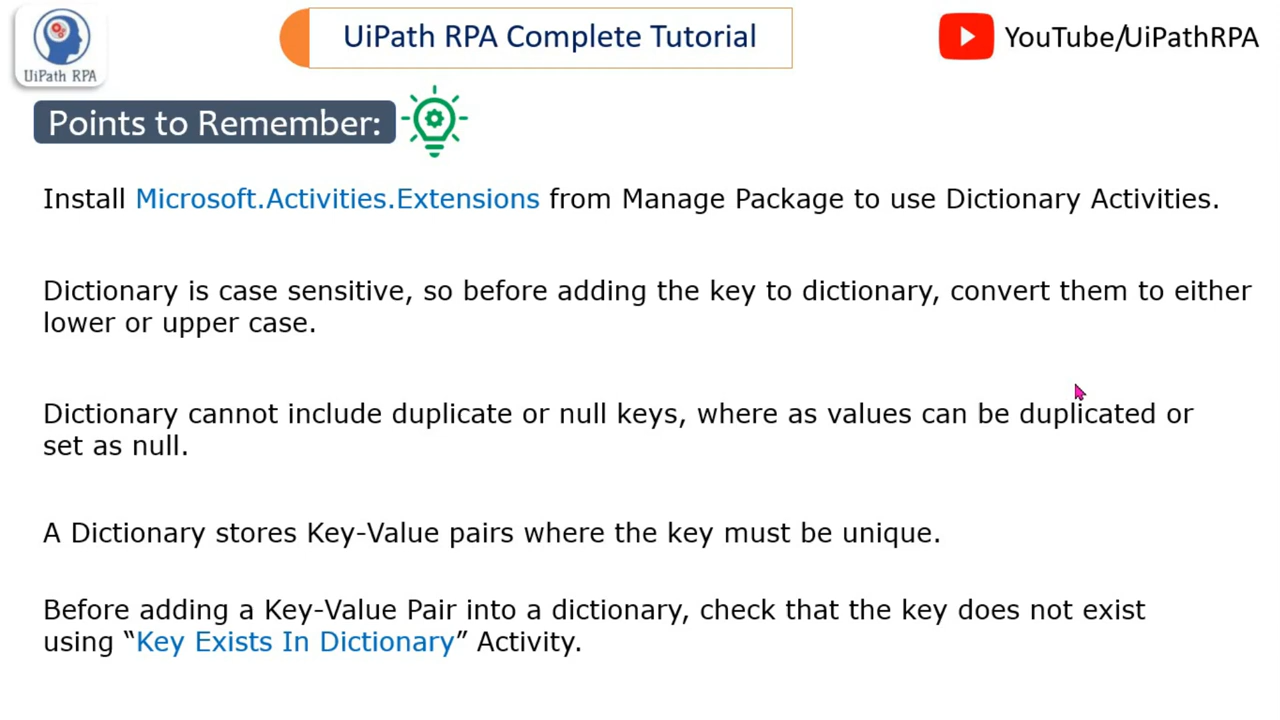 UiPath RPA
UiPath RPA Complete Tutorial
YouTube/UiPathRPA
Points to Remember:
Install Microsoft.Activities.Extensions from Manage Package to use Dictionary Activities.
Dictionary is case sensitive, so before adding the key to dictionary, convert them to either
lower or upper case.
Dictionary cannot include duplicate or null keys, where as values can be duplicated or
set as null.
A Dictionary stores Key-Value pairs where the key must be unique.
Before adding a Key-Value Pair into a dictionary, check that the key does not exist
using “Key Exists In Dictionary” Activity.